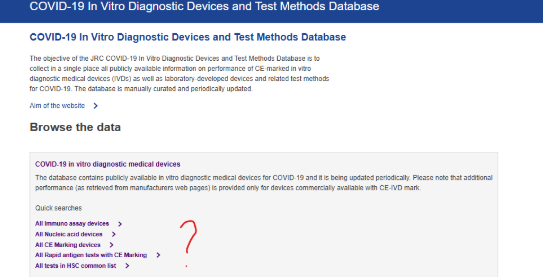 COVID-19 In Vitro Diagnostic Devices and Test Methods Database
COVID-19 In Vitro Diagnostic Devices and Test Methods Database
The objective of the JRC COVID-19 In Vitro Diagnostic Devices and Test Methods Database is to
collect in a single place all publicly available information on performance of CE-marked in vitro
diagnostic medical devices (IVDs) as well as laboratory-developed devices and related test methods
for COVID-19. The database is manually curated and periodically updated.
Aim of the website >
Browse the data
COVID-19 in vitro diagnostic medical devices
The database contains publicly available in vitro diagnostic medical devices for COVID-19 and it is being updated periodically. Please note that additional
performance (as retrieved from manufacturers web pages) is provided only for devices commercially available with CE-IVD mark.
Quick searches
All Immuno assay devices >
All Nucleic acid devices >
All CE Marking devices >
All Rapid antigen tests with CE Marking >
All tests in HSC common list >
?